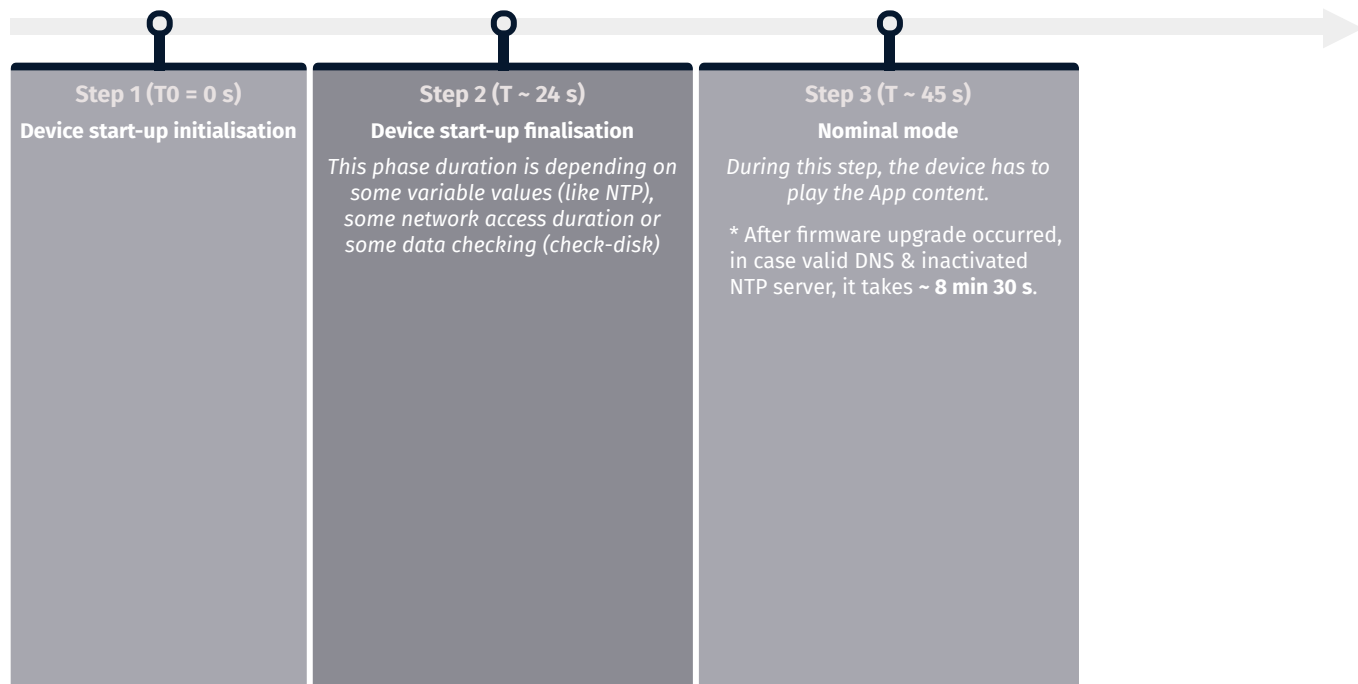 Step 1 (T0 = 0 s)
Device start-up initialisation
Step 2 (T ~ 24 s)
Device start-up finalisation
This phase duration is depending on
some variable values (like NTP),
some network access duration or
some data checking (check-disk)
Step 3 (T ~ 45 s)
Nominal mode
During this step, the device has to
play the App content.
* After firmware upgrade occurred,
in case valid DNS & inactivated
NTP server, it takes ~ 8 min 30 s.